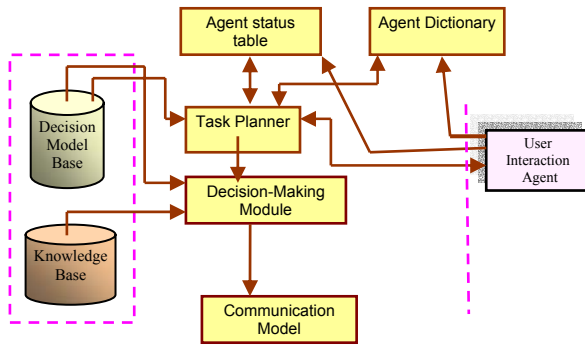 Agent status
table
Agent Dictionary
Decision
Model
Base
Task Planner
User
Interaction
Agent
Decision-Making
Module
Knowledge
Base
Communication
Model